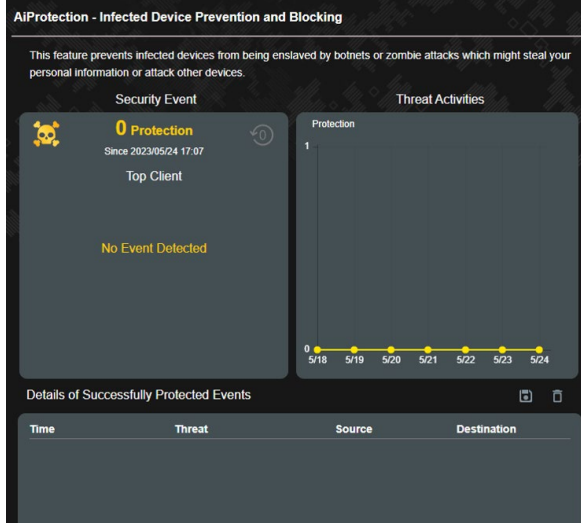 AiProtection - Infected Device Prevention and Blocking
This feature prevents infected devices from being enslaved by botnets or zombie attacks which might steal your
personal information or attack other devices.
Security Event
0 Protection
0
Since 2023/05/24 17:07
Top Client
No Event Detected
Threat Activities
Protection
1
0
5/18 5/19 5/20 5/21 5/22 5/23 5/24
Details of Successfully Protected Events
Time Threat Source Destination